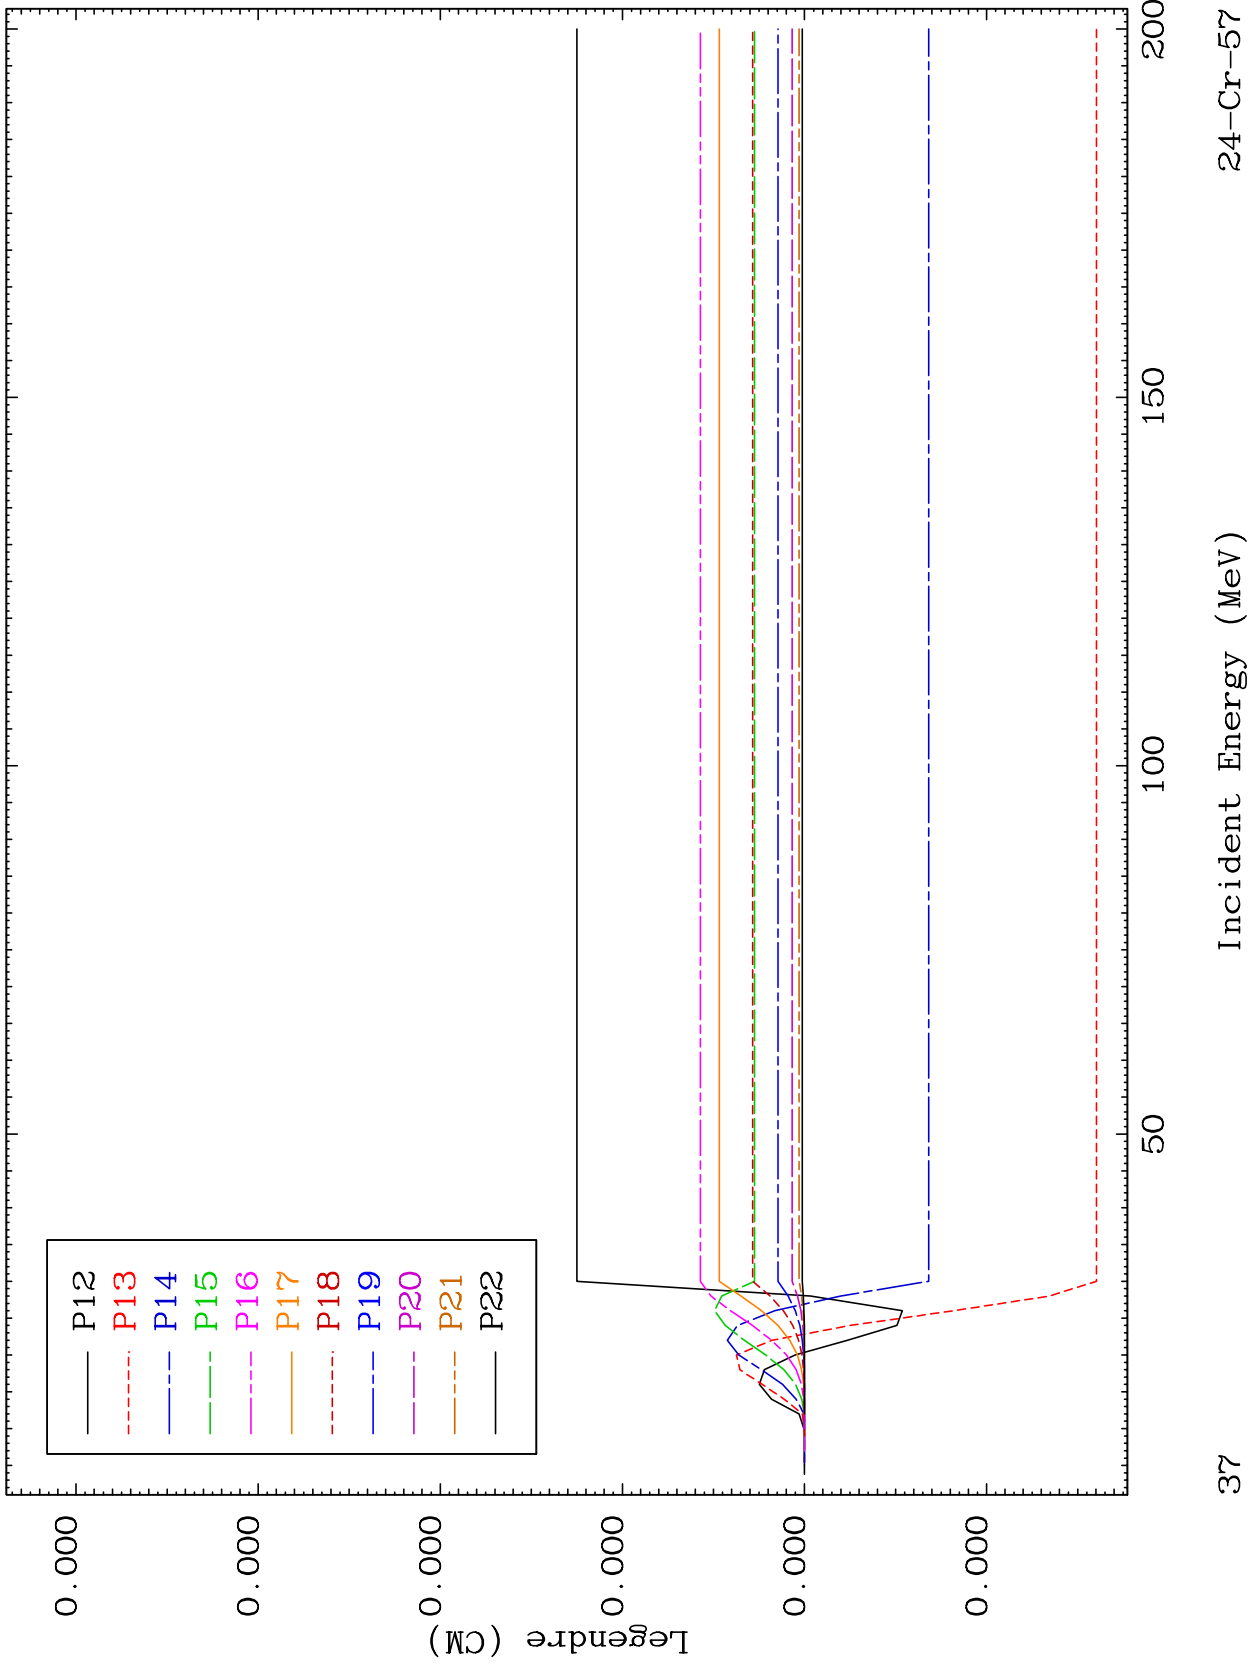 P12
P13
P14
P15
P16
P17
P18
P19
P20
P21
P22
0.000
0.000
0.000
0.000
0.000
0.000
Legendre (CM)
50
100
150
200
Incident Energy (MeV)
37
24-Cr-57